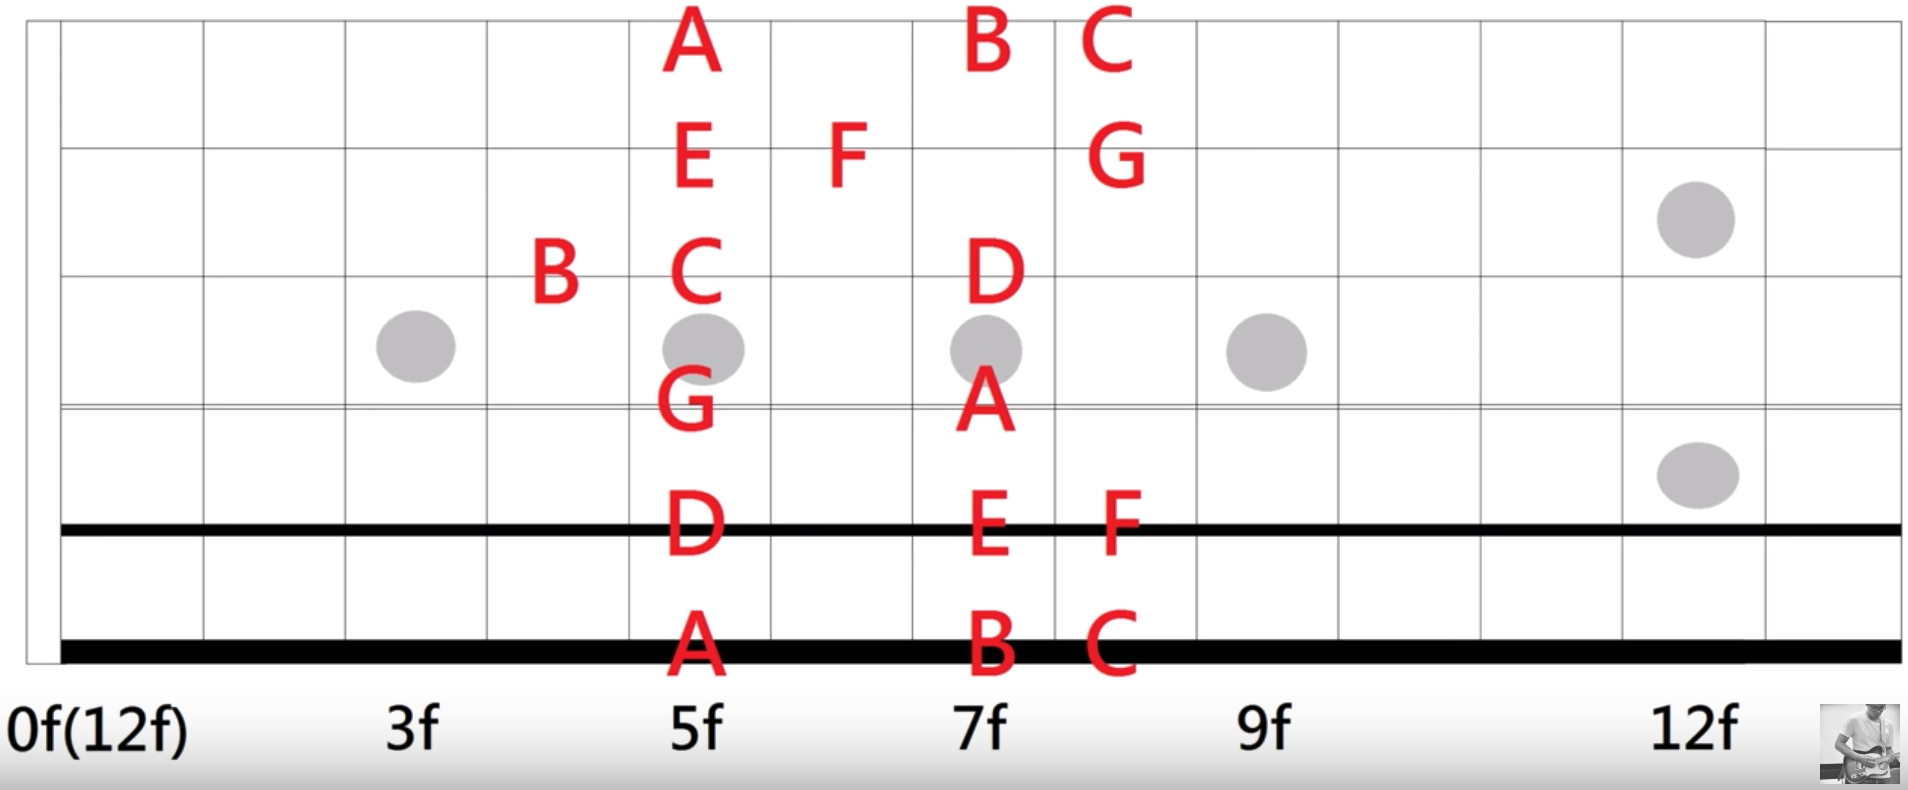 A B C
E F G
B C D
G A
D E F
A B C
0f(12f) 3f 5f 7f 9f 12f